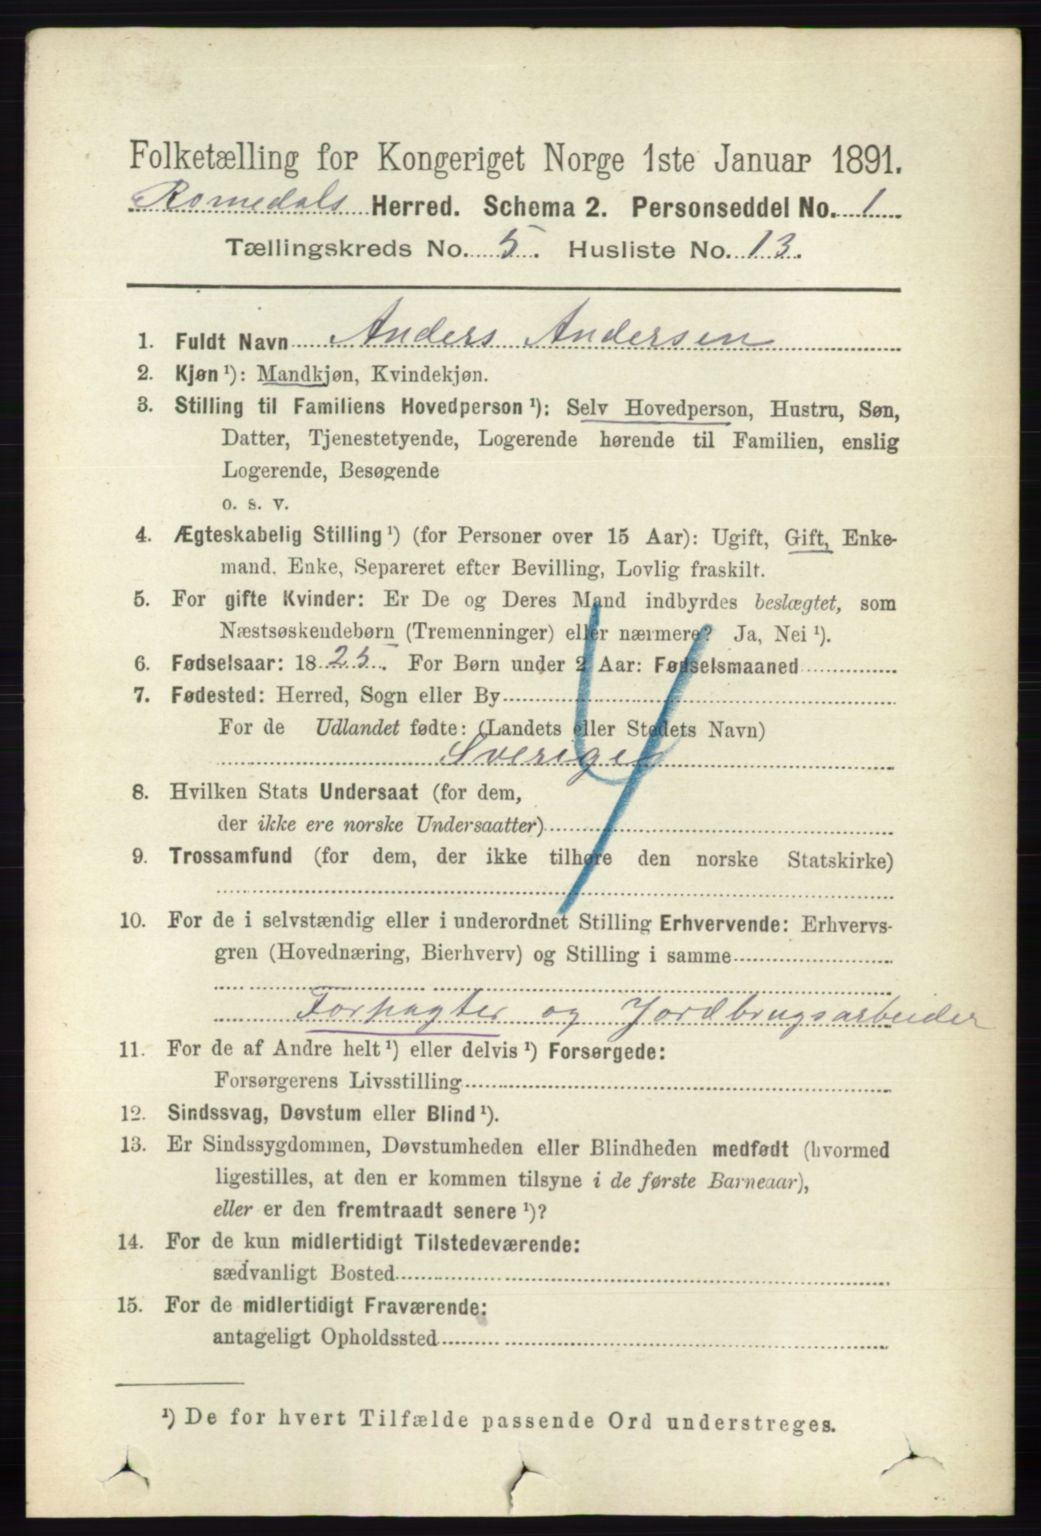 Folketælling for Kongeriget Norge 1ste Januar 1891.
Romedals Herred. Schema 2. Personseddel No. 1
Tællingskreds No. 5. Husliste No. 13.
1. Fuldt Navn Anders Andersen
2. Kjøn ¹): Mandkjøn, Kvindekjøn.
3. Stilling til Familiens Hovedperson ¹): Selv Hovedperson, Hustru, Søn,
Datter, Tjenestetyende, Logerende hørende til Familien, enslig
Logerende, Besøgende
o. s. v.
4. Ægteskabelig Stilling ¹) (for Personer over 15 Aar): Ugift, Gift, Enke-
mand, Enke, Separeret efter Bevilling, Lovlig fraskilt.
5. For gifte Kvinder: Er De og Deres Mand indbyrdes beslægtet, som
Næstsøskendebørn (Tremenninger) eller nærmere? Ja, Nei ¹).
6. Fødselsaar: 1825. For Børn under 2 Aar: Fødselsmaaned
7. Fødested: Herred, Sogn eller By
For de Udlandet fødte: (Landets eller Stedets Navn)
Sverige
4
8. Hvilken Stats Undersaat (for dem,
der ikke ere norske Undersaatter)
9. Trossamfund (for dem, der ikke tilhøre den norske Statskirke)
10. For de i selvstændig eller i underordnet Stilling Erhvervende: Erhvervs-
gren (Hovednæring, Bierhverv) og Stilling i samme
Forpagter og Jordbrugsarbeider
11. For de af Andre helt ¹) eller delvis ¹) Forsørgede:
Forsørgerens Livsstilling
12. Sindssvag, Døvstum eller Blind ¹).
13. Er Sindssygdommen, Døvstumheden eller Blindheden medfødt (hvormed
ligestilles, at den er kommen tilsyne i de første Barneaar),
eller er den fremtraadt senere ¹)?
14. For de kun midlertidigt Tilstedeværende:
sædvanligt Bosted
15. For de midlertidigt Fraværende:
antageligt Opholdssted
¹) De for hvert Tilfælde passende Ord understreges.